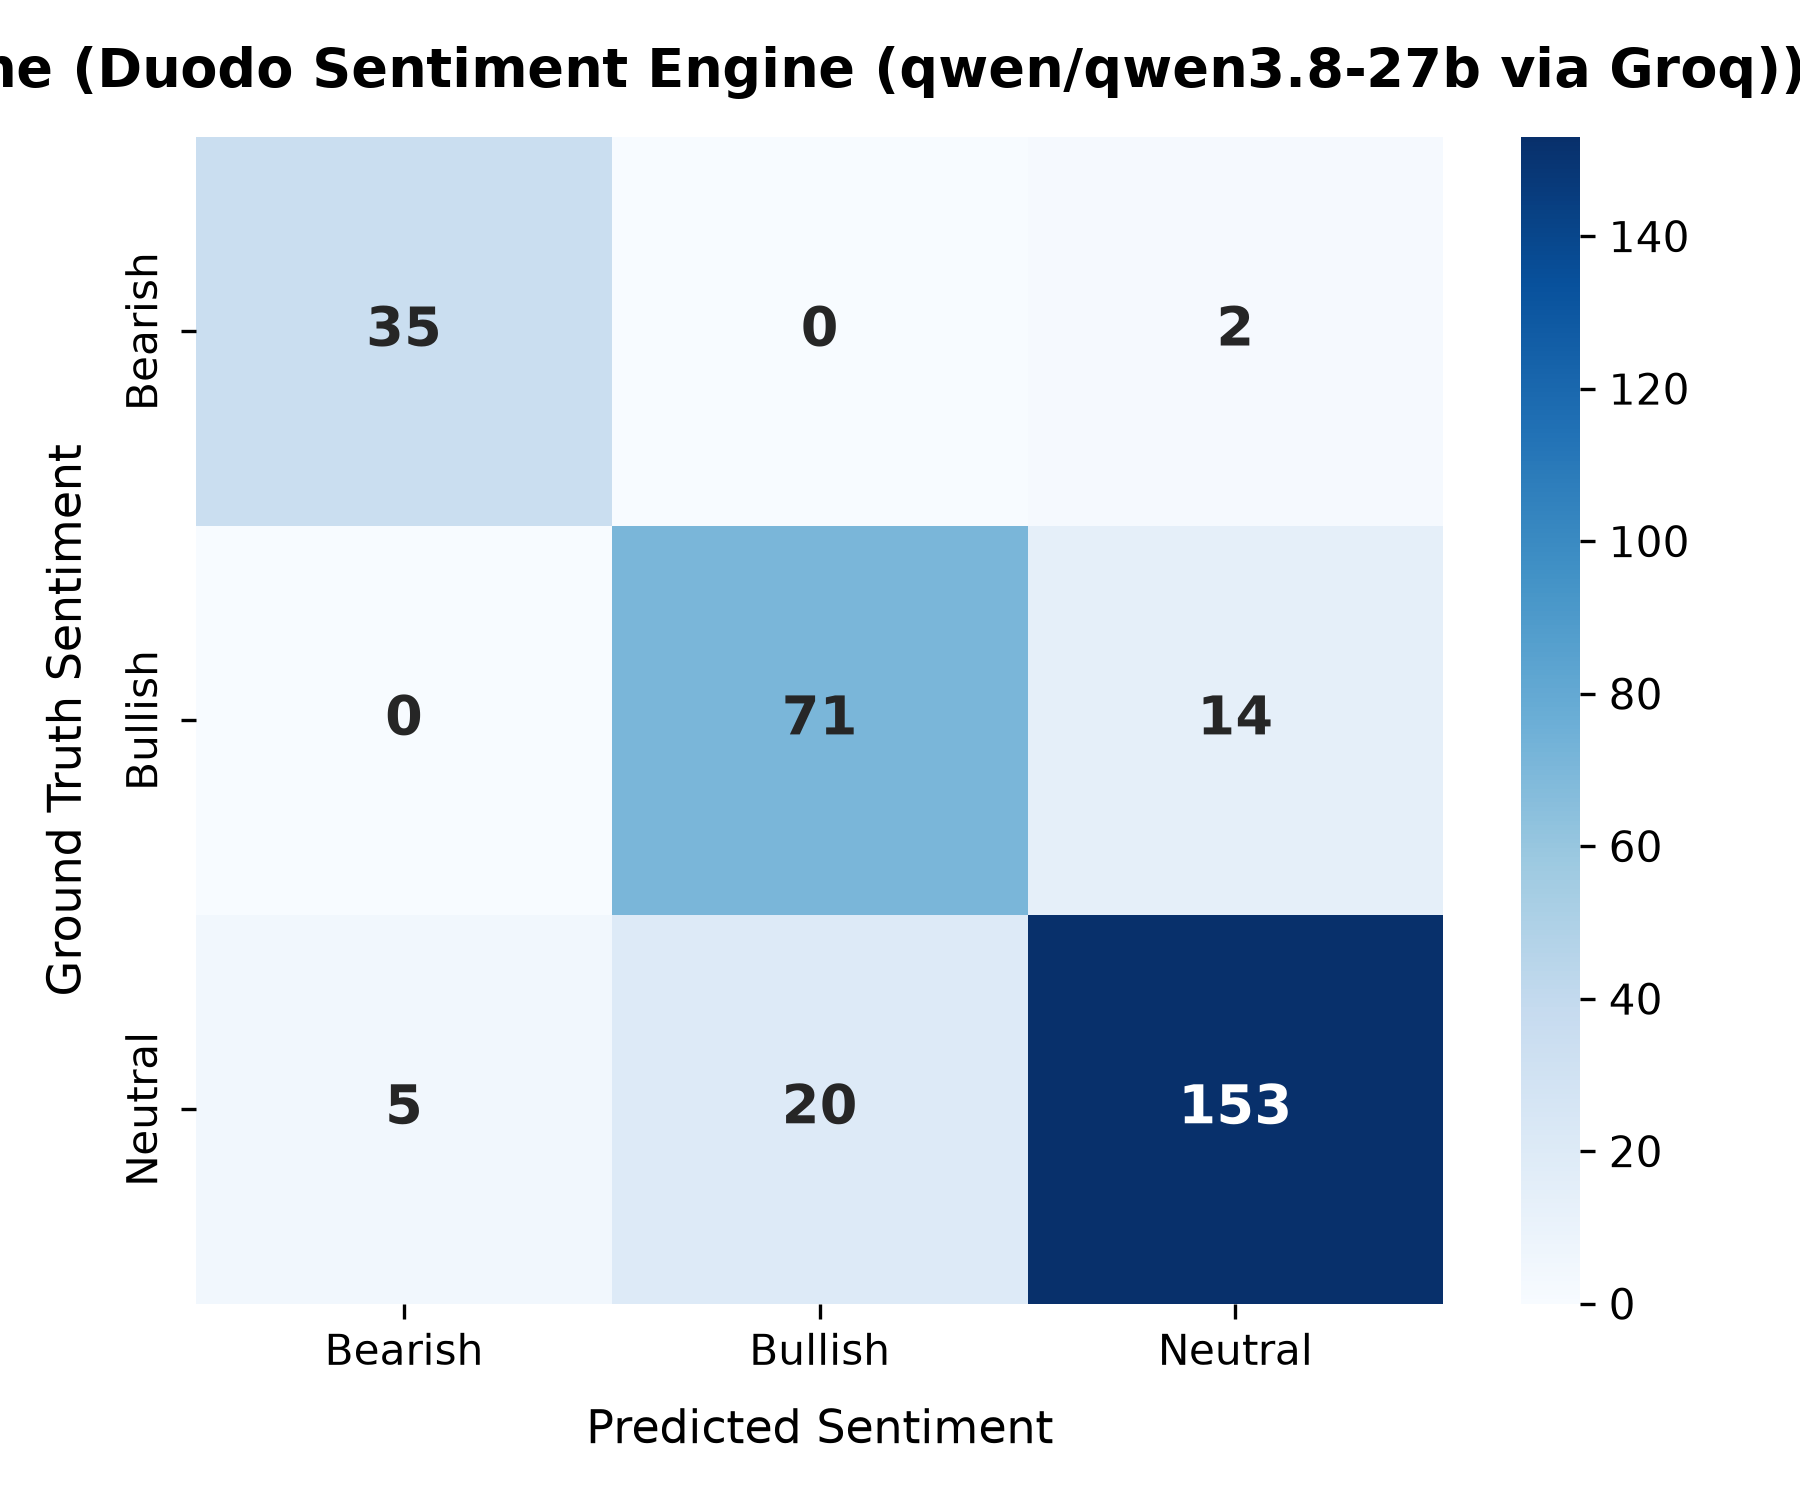 ne (Duodo Sentiment Engine (qwen/qwen3.8-27b via Groq))
Ground Truth Sentiment
Bearish
35
0
2
Bullish
0
71
14
Neutral
5
20
153
Bearish
Bullish
Neutral
Predicted Sentiment
140
120
100
80
60
40
20
0